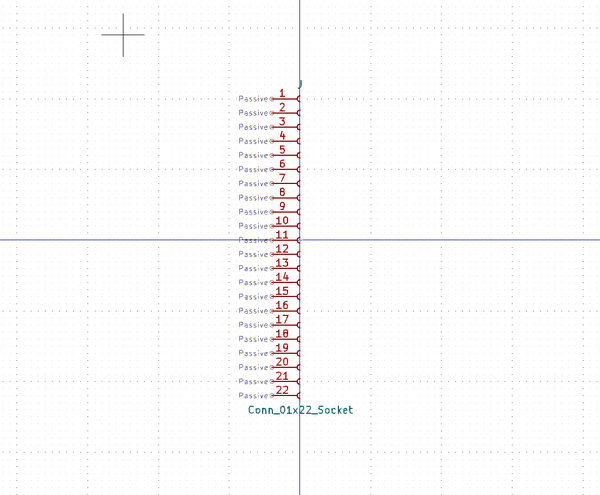 J
Passive 1
Passive 2
Passive 3
Passive 4
Passive 5
Passive 6
Passive 7
Passive 8
Passive 9
Passive 10
Passive 11
Passive 12
Passive 13
Passive 14
Passive 15
Passive 16
Passive 17
Passive 18
Passive 19
Passive 20
Passive 21
Passive 22
Conn_01x22_Socket